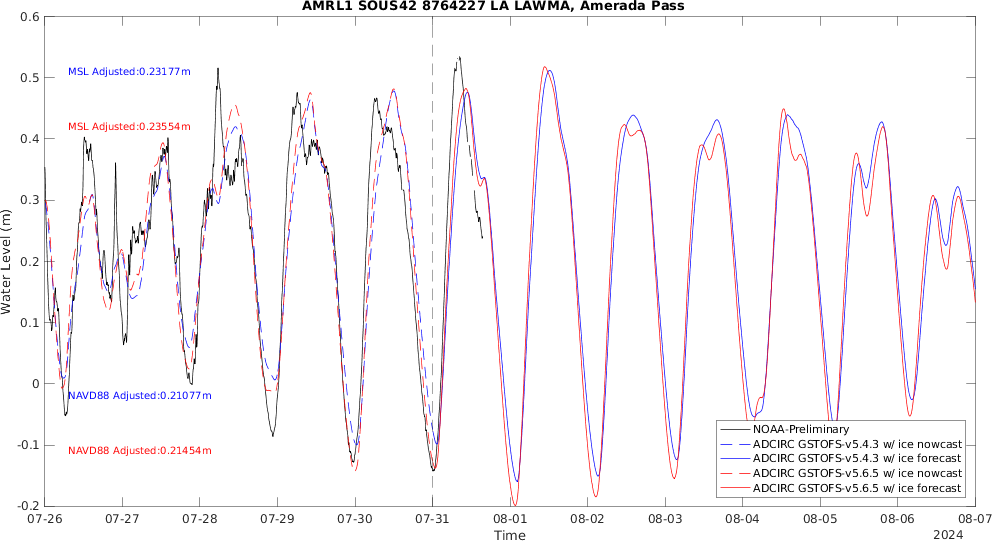 AMRL1 SOUS42 8764227 LA LAWMA, Amerada Pass
0.6
0.5
0.4
0.3
0.2
0.1
0
-0.1
-0.2
Water Level (m)
MSL Adjusted:0.23177m
MSL Adjusted:0.23554m
NAVD88 Adjusted:0.21077m
NAVD88 Adjusted:0.21454m
NOAA-Preliminary
ADCIRC GSTOFS-v5.4.3 w/ ice nowcast
ADCIRC GSTOFS-v5.4.3 w/ ice forecast
ADCIRC GSTOFS-v5.6.5 w/ ice nowcast
ADCIRC GSTOFS-v5.6.5 w/ ice forecast
07-26 07-27 07-28 07-29 07-30 07-31 08-01 08-02 08-03 08-04 08-05 08-06 08-07
Time
2024